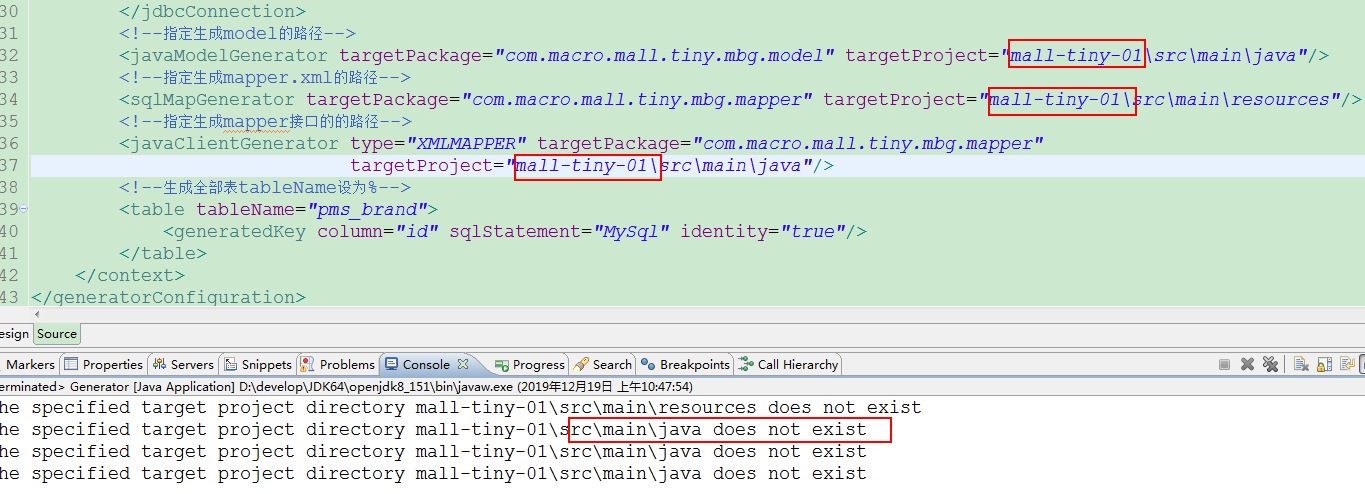 30 </jdbcConnection>
31 <!--指定生成model的路径-->
32 <javaModelGenerator targetPackage="com.macro.mall.tiny.mbg.model" targetProject="mall-tiny-01\src\main\java"/>
33 <!--指定生成mapper.xml的路径-->
34 <sqlMapGenerator targetPackage="com.macro.mall.tiny.mbg.mapper" targetProject="mall-tiny-01\src\main\resources"/>
35 <!--指定生成mapper接口的的路径-->
36 <javaClientGenerator type="XMLMAPPER" targetPackage="com.macro.mall.tiny.mbg.mapper"
37 targetProject="mall-tiny-01\src\main\java"/>
38 <!--生成全部表tableName设为%-->
39 <table tableName="pms_brand">
40 <generatedKey column="id" sqlStatement="MySql" identity="true"/>
41 </table>
42 </context>
43 </generatorConfiguration>
esign Source
Markers Properties Servers Snippets Problems Console Progress Search Breakpoints Call Hierarchy
erminated> Generator [Java Application] D:\develop\JDK64\openjdk8_151\bin\javaw.exe (2019年12月19日 上午10:47:54)
he specified target project directory mall-tiny-01\src\main\resources does not exist
he specified target project directory mall-tiny-01\src\main\java does not exist
he specified target project directory mall-tiny-01\src\main\java does not exist
he specified target project directory mall-tiny-01\src\main\java does not exist